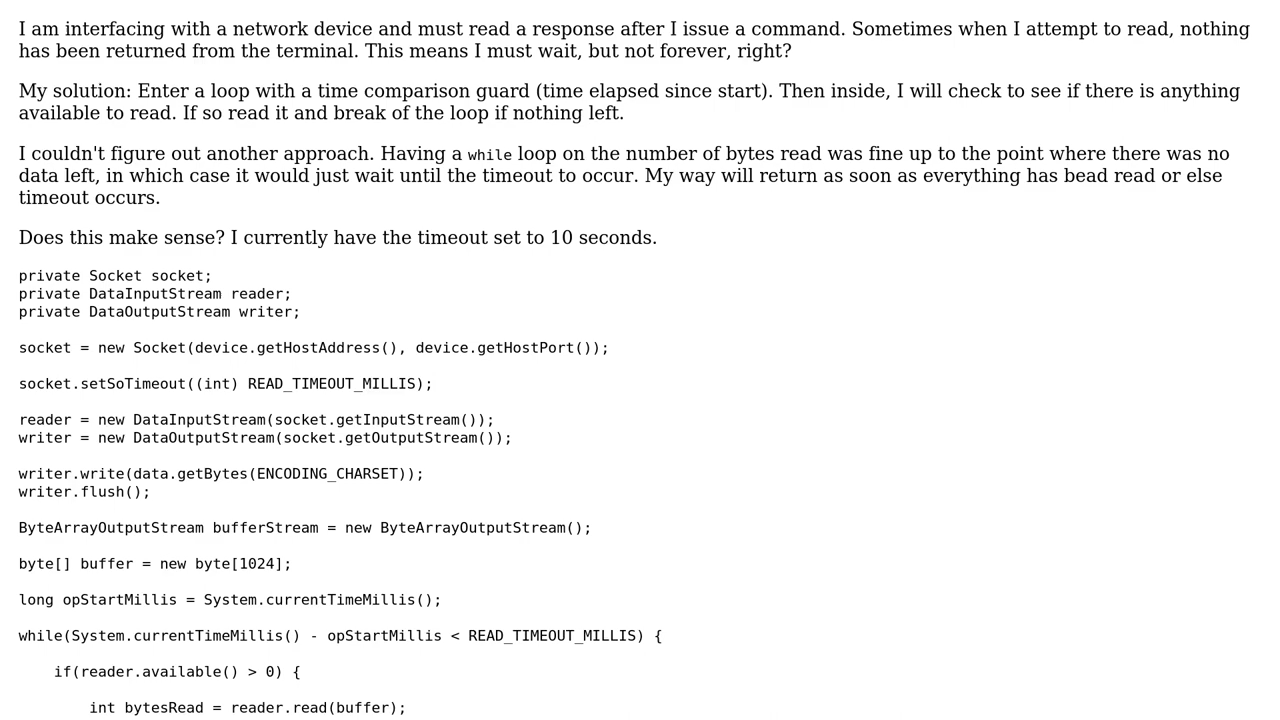 I am interfacing with a network device and must read a response after I issue a command. Sometimes when I attempt to read, nothing
has been returned from the terminal. This means I must wait, but not forever, right?
My solution: Enter a loop with a time comparison guard (time elapsed since start). Then inside, I will check to see if there is anything
available to read. If so read it and break of the loop if nothing left.
I couldn't figure out another approach. Having a while loop on the number of bytes read was fine up to the point where there was no
data left, in which case it would just wait until the timeout to occur. My way will return as soon as everything has bead read or else
timeout occurs.
Does this make sense? I currently have the timeout set to 10 seconds.
private Socket socket;
private DataInputStream reader;
private DataOutputStream writer;
socket = new Socket(device.getHostAddress(), device.getHostPort());
socket.setSoTimeout((int) READ_TIMEOUT_MILLIS);
reader = new DataInputStream(socket.getInputStream());
writer = new DataOutputStream(socket.getOutputStream());
writer.write(data.getBytes(ENCODING_CHARSET));
writer.flush();
ByteArrayOutputStream bufferStream = new ByteArrayOutputStream();
byte[] buffer = new byte[1024];
long opStartMillis = System.currentTimeMillis();
while(System.currentTimeMillis() - opStartMillis < READ_TIMEOUT_MILLIS) {
    if(reader.available() > 0) {
        int bytesRead = reader.read(buffer);